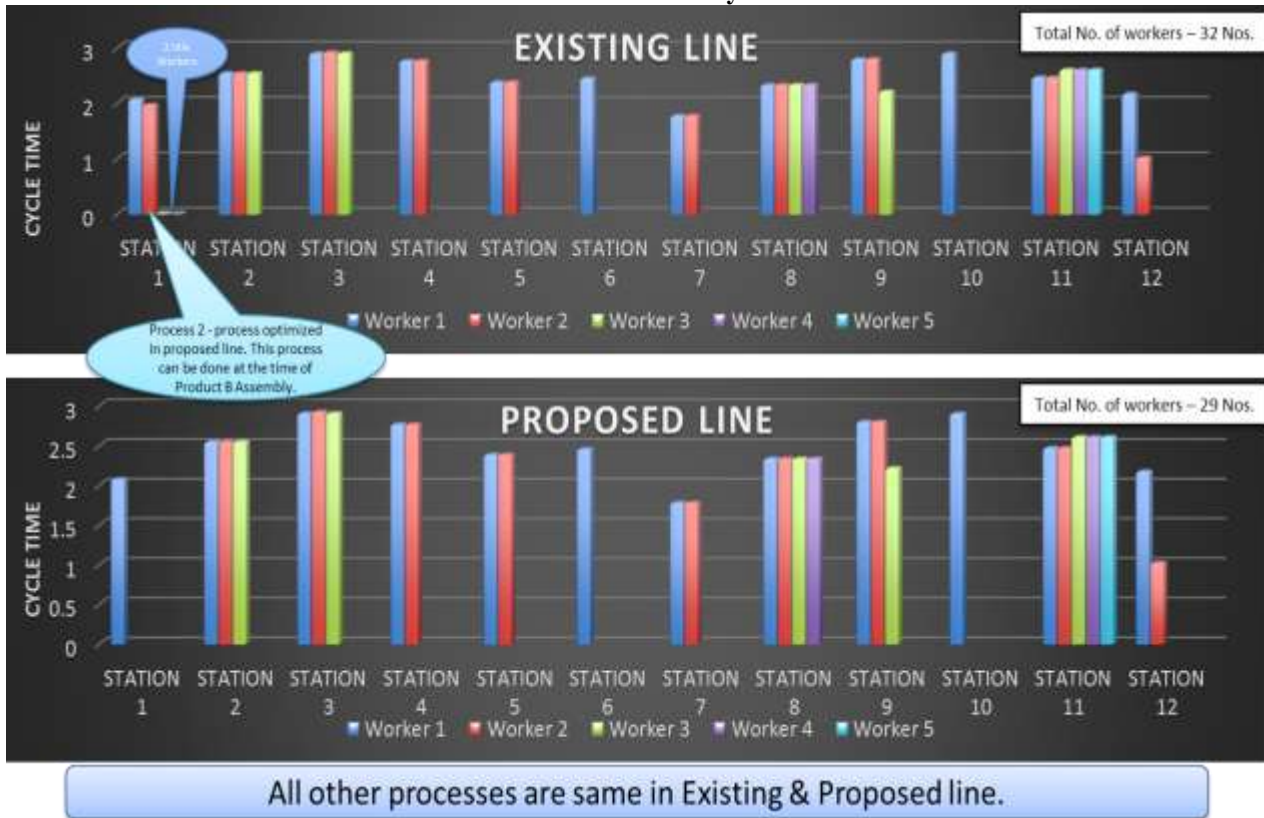 EXISTING LINE
Total No. of workers – 32 Nos.
Workers
3
2
1
0
CYCLE TIME
STATION 1
STATION 2
STATION 3
STATION 4
STATION 5
STATION 6
STATION 7
STATION 8
STATION 9
STATION 10
STATION 11
STATION 12
Worker 1
Worker 2
Worker 3
Worker 4
Worker 5
Process 2 - process optimized
In proposed line. This process
can be done at the time of
Product B Assembly.
PROPOSED LINE
Total No. of workers – 29 Nos.
3
2.5
2
1.5
1
0.5
0
CYCLE TIME
STATION 1
STATION 2
STATION 3
STATION 4
STATION 5
STATION 6
STATION 7
STATION 8
STATION 9
STATION 10
STATION 11
STATION 12
Worker 1
Worker 2
Worker 3
Worker 4
Worker 5
All other processes are same in Existing & Proposed line.